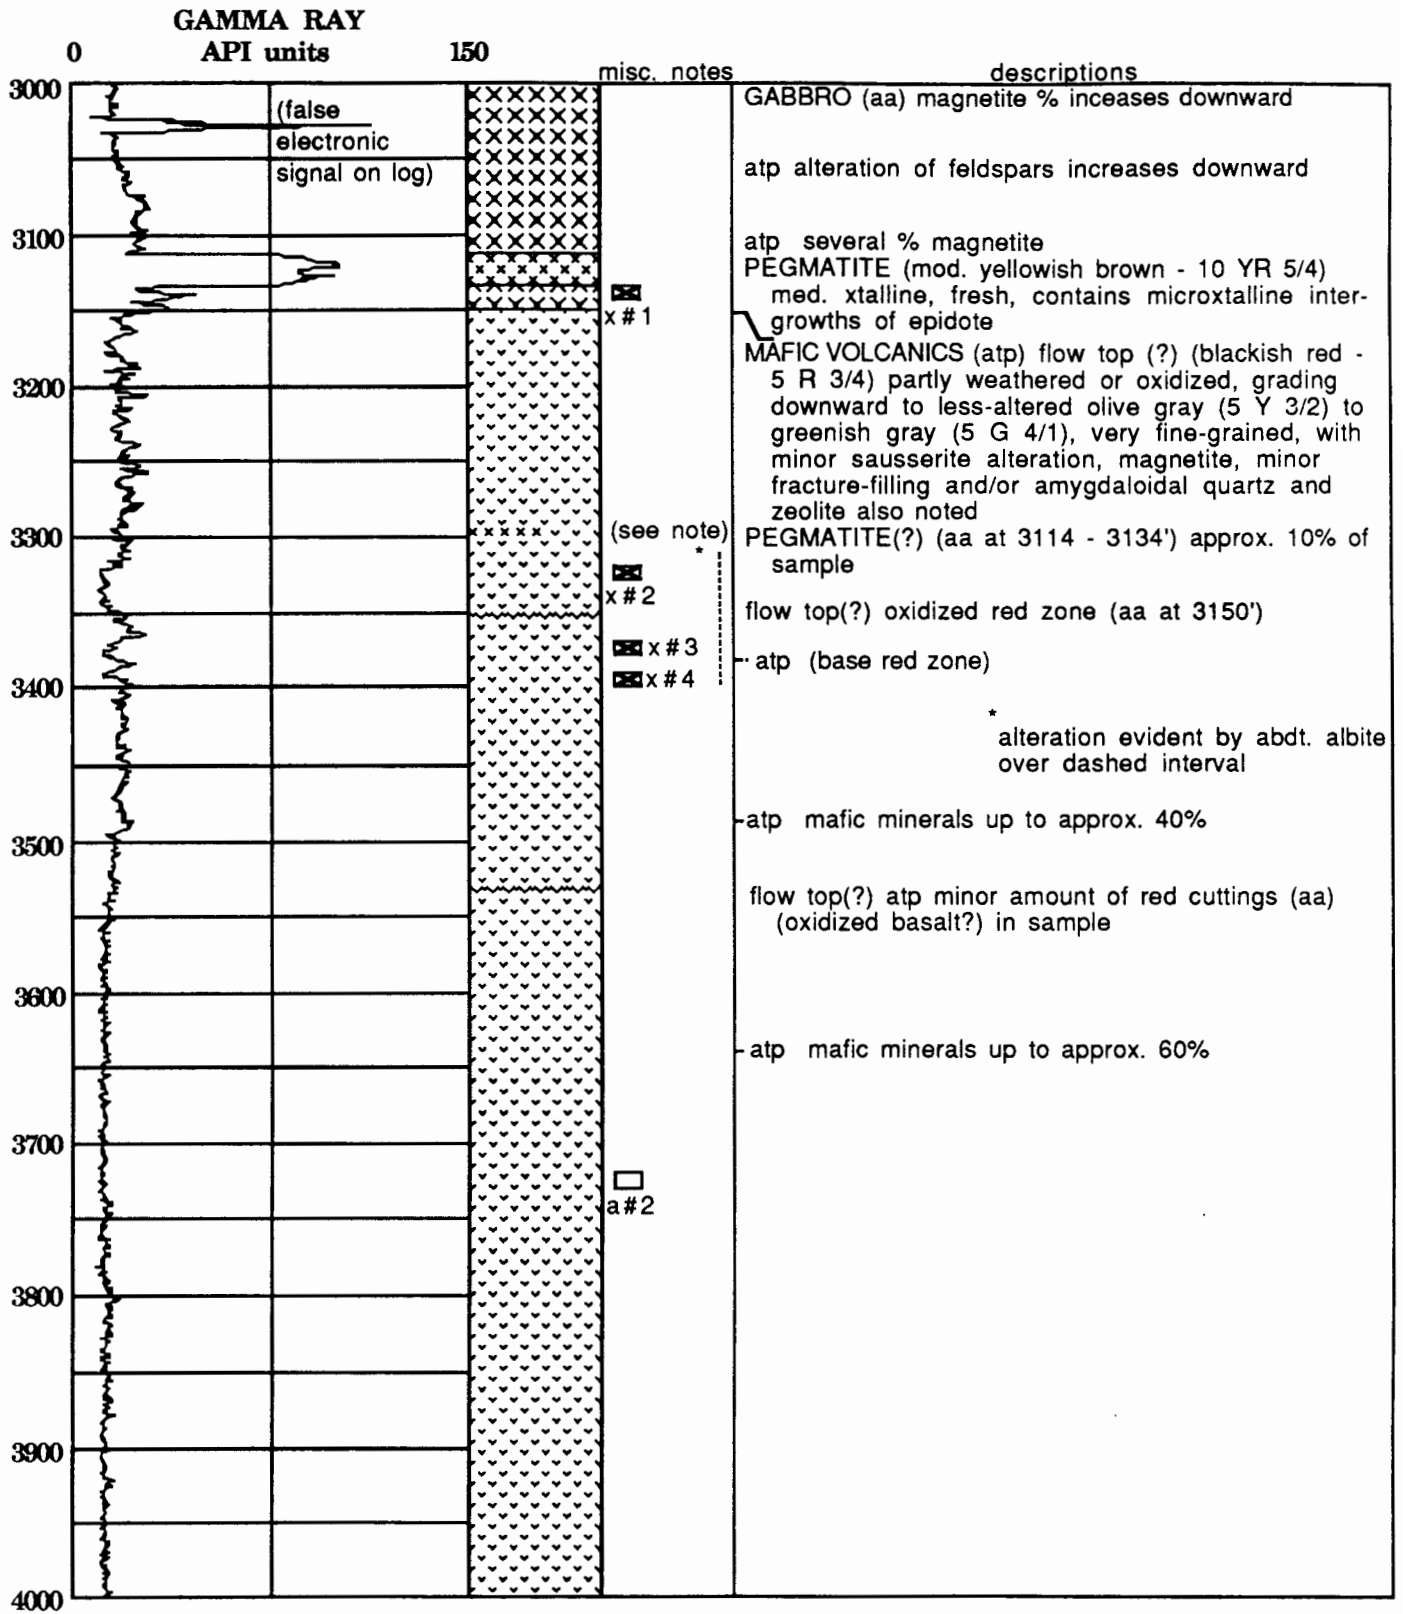 GAMMA RAY
0 API units 150
misc. notes descriptions
3000
(false
electronic
signal on log)
GABBRO (aa) magnetite % inceases downward
atp alteration of feldspars increases downward
3100
atp several % magnetite
PEGMATITE (mod. yellowish brown - 10 YR 5/4)
med. xtalline, fresh, contains microxtalline inter-
growths of epidote
x#1
MAFIC VOLCANICS (atp) flow top (?) (blackish red -
5 R 3/4) partly weathered or oxidized, grading
downward to less-altered olive gray (5 Y 3/2) to
greenish gray (5 G 4/1), very fine-grained, with
minor sausserite alteration, magnetite, minor
fracture-filling and/or amygdaloidal quartz and
zeolite also noted
3200
3300
(see note)
*
PEGMATITE(?) (aa at 3114 - 3134') approx. 10% of
sample
x#2
flow top(?) oxidized red zone (aa at 3150')
x#3
atp (base red zone)
x#4
3400
*
alteration evident by abdt. albite
over dashed interval
atp mafic minerals up to approx. 40%
3500
flow top(?) atp minor amount of red cuttings (aa)
(oxidized basalt?) in sample
3600
atp mafic minerals up to approx. 60%
3700
a#2
3800
3900
4000